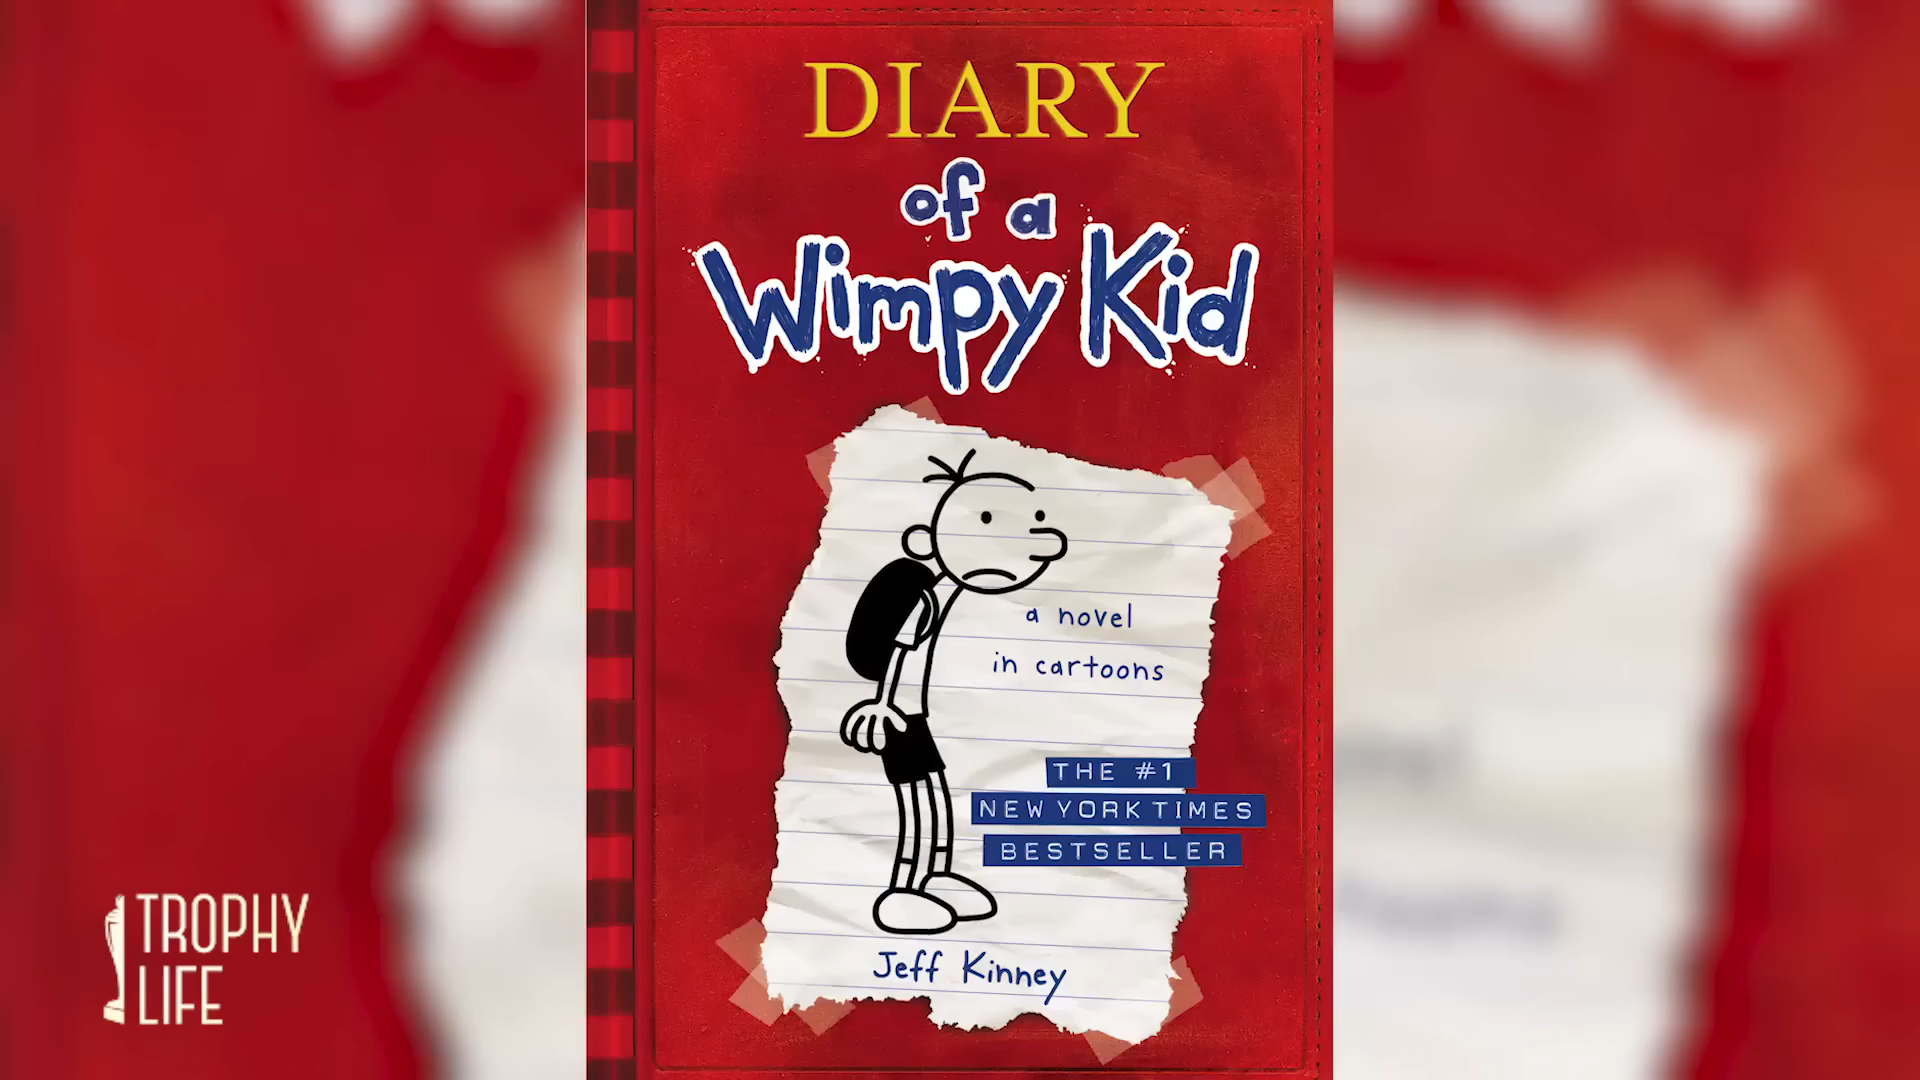 DIARY
of a
Wimpy Kid
a novel
in cartoons
THE #1
NEW YORK TIMES
BESTSELLER
Jeff Kinney
TROPHY
LIFE